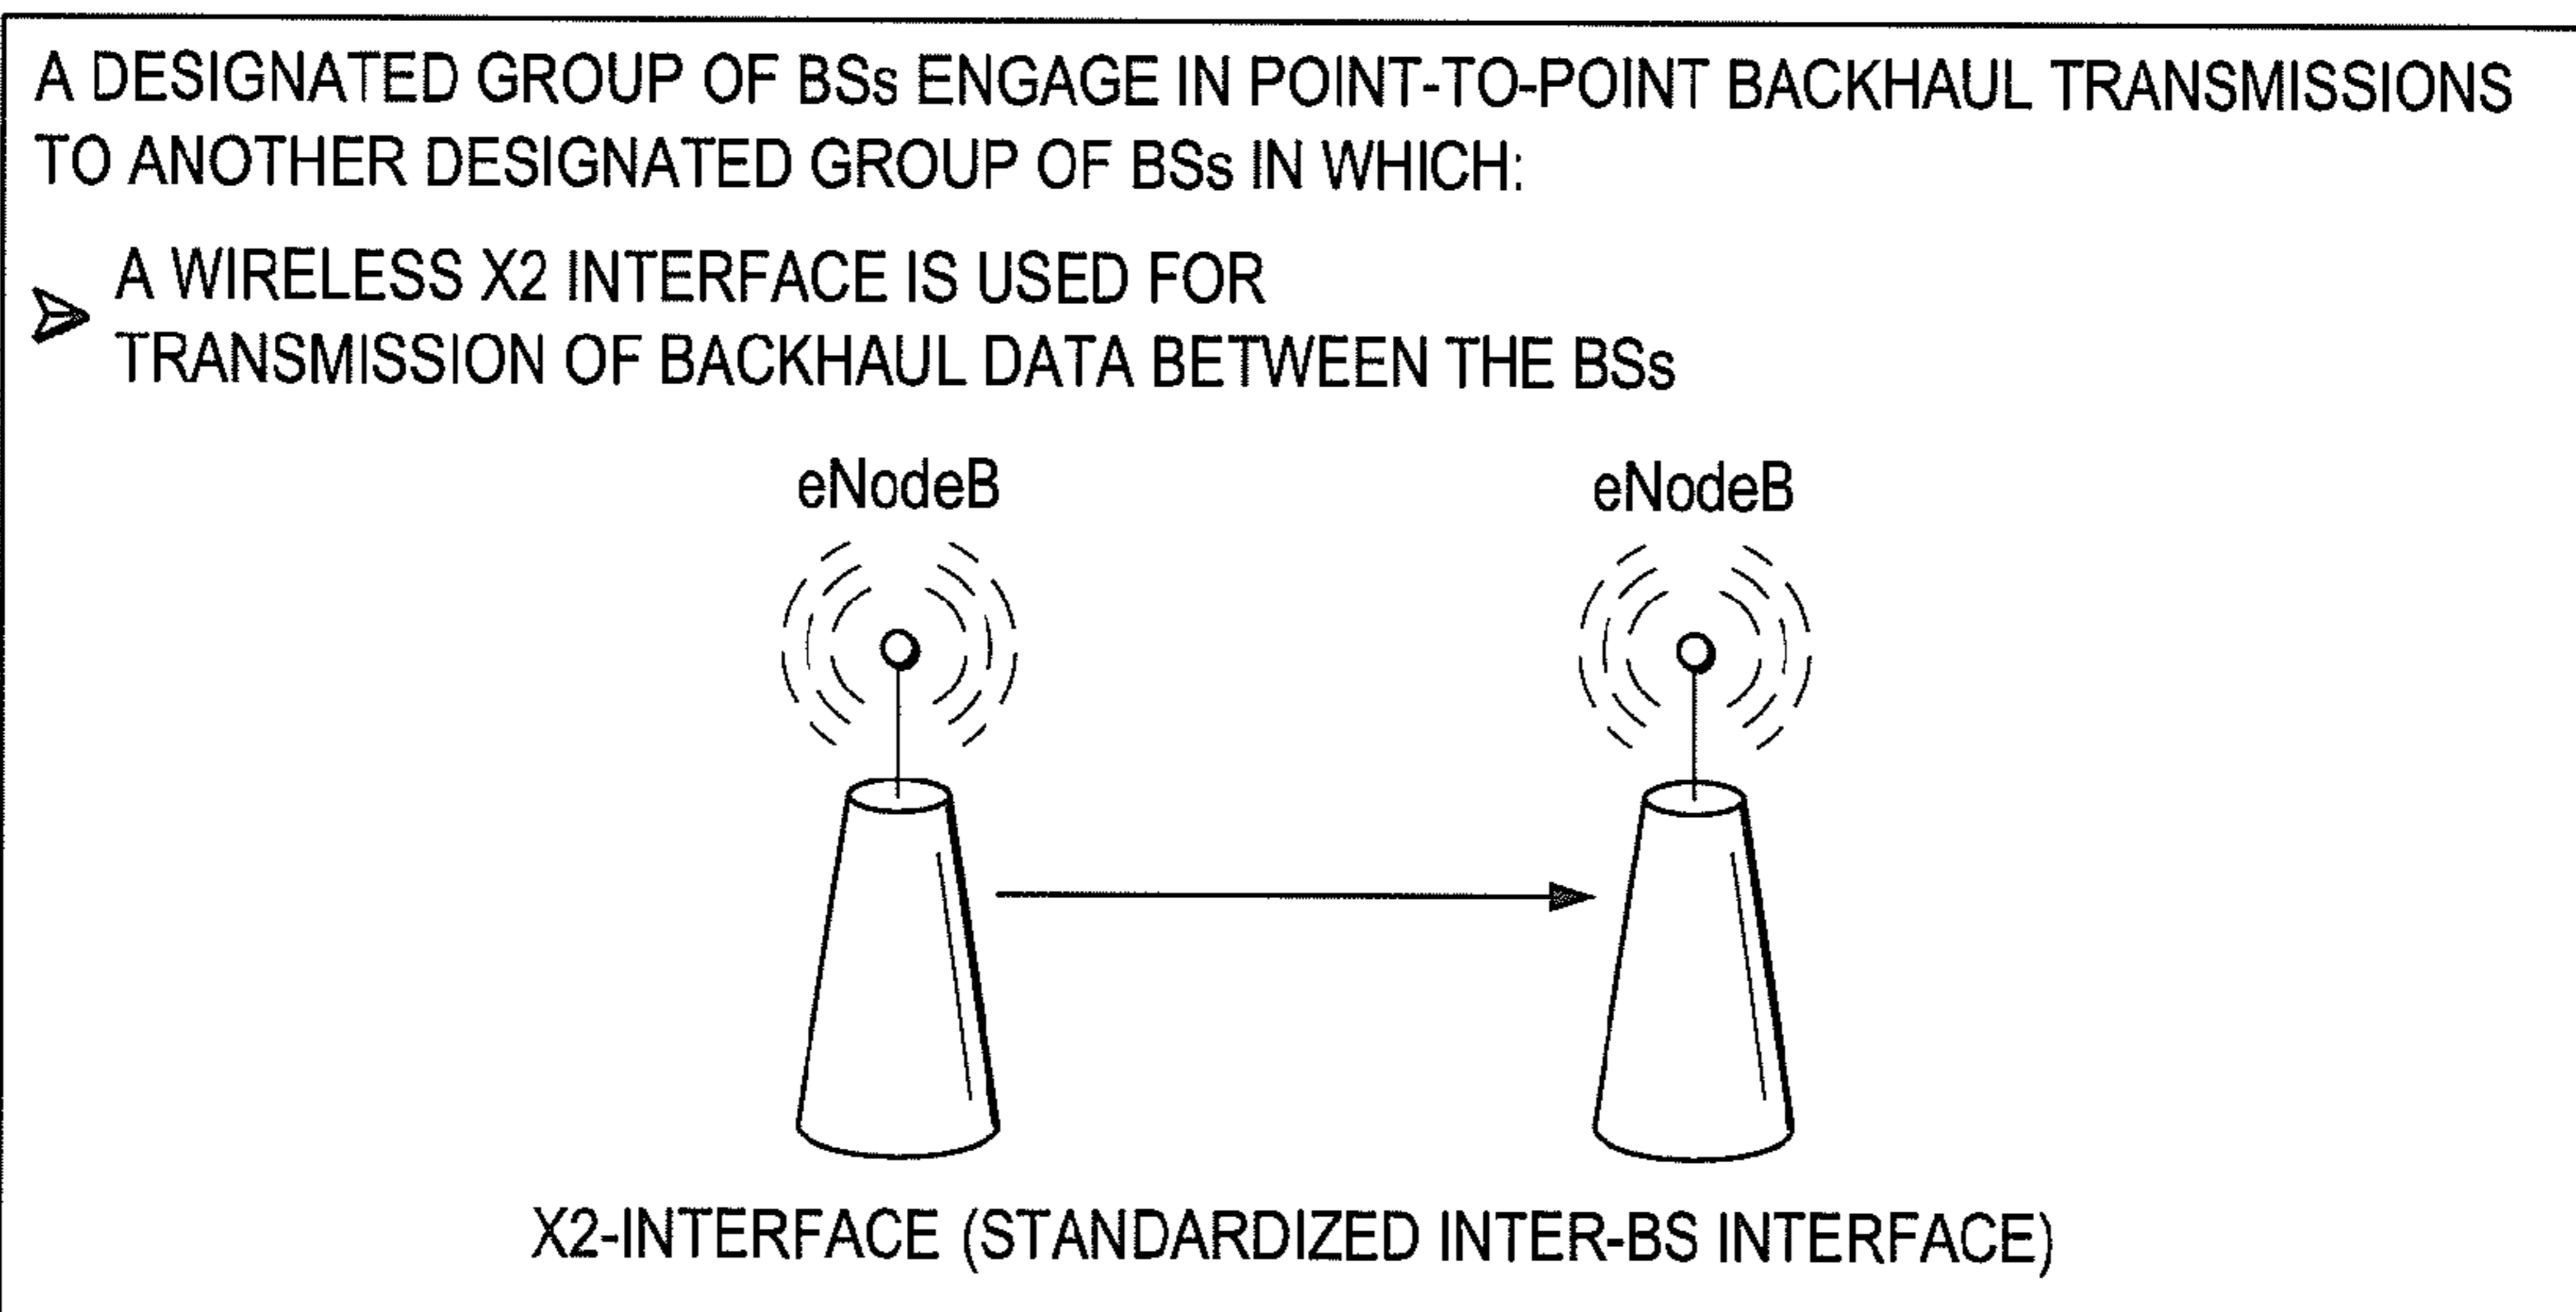 A DESIGNATED GROUP OF BSs ENGAGE IN POINT-TO-POINT BACKHAUL TRANSMISSIONS
TO ANOTHER DESIGNATED GROUP OF BSs IN WHICH:
A WIRELESS X2 INTERFACE IS USED FOR
TRANSMISSION OF BACKHAUL DATA BETWEEN THE BSs
eNodeB eNodeB
X2-INTERFACE (STANDARDIZED INTER-BS INTERFACE)